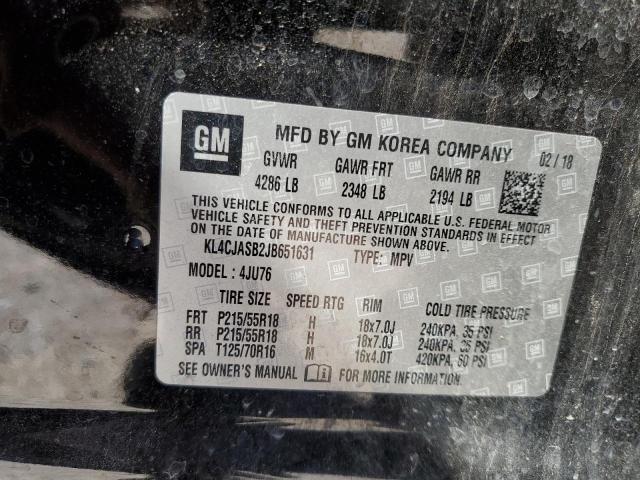 GM MFD BY GM KOREA COMPANY 02/18
GVWR GAWR FRT GAWR RR
4286 LB 2348 LB 2194 LB
THIS VEHICLE CONFORMS TO ALL APPLICABLE U.S. FEDERAL MOTOR
VEHICLE SAFETY AND THEFT PREVENTION STANDARDS IN EFFECT
ON THE DATE OF MANUFACTURE SHOWN ABOVE.
KL4CJASB2JB651631 TYPE: MPV
MODEL: 4JU76
TIRE SIZE SPEED RTG RIM COLD TIRE PRESSURE
FRT P215/55R18 H 18x7.0J 240KPA, 35 PSI
RR P215/55R18 H 18x7.0J 240KPA, 35 PSI
SPA T125/70R16 M 16x4.0T 420KPA, 60 PSI
SEE OWNER'S MANUAL FOR MORE INFORMATION.